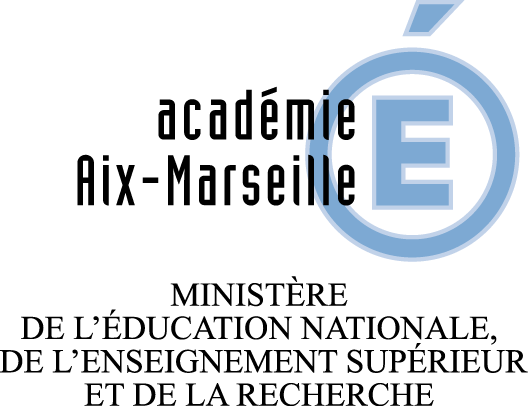 académie
Aix-Marseille
É
MINISTÈRE
DE L'ÉDUCATION NATIONALE,
DE L'ENSEIGNEMENT SUPÉRIEUR
ET DE LA RECHERCHE